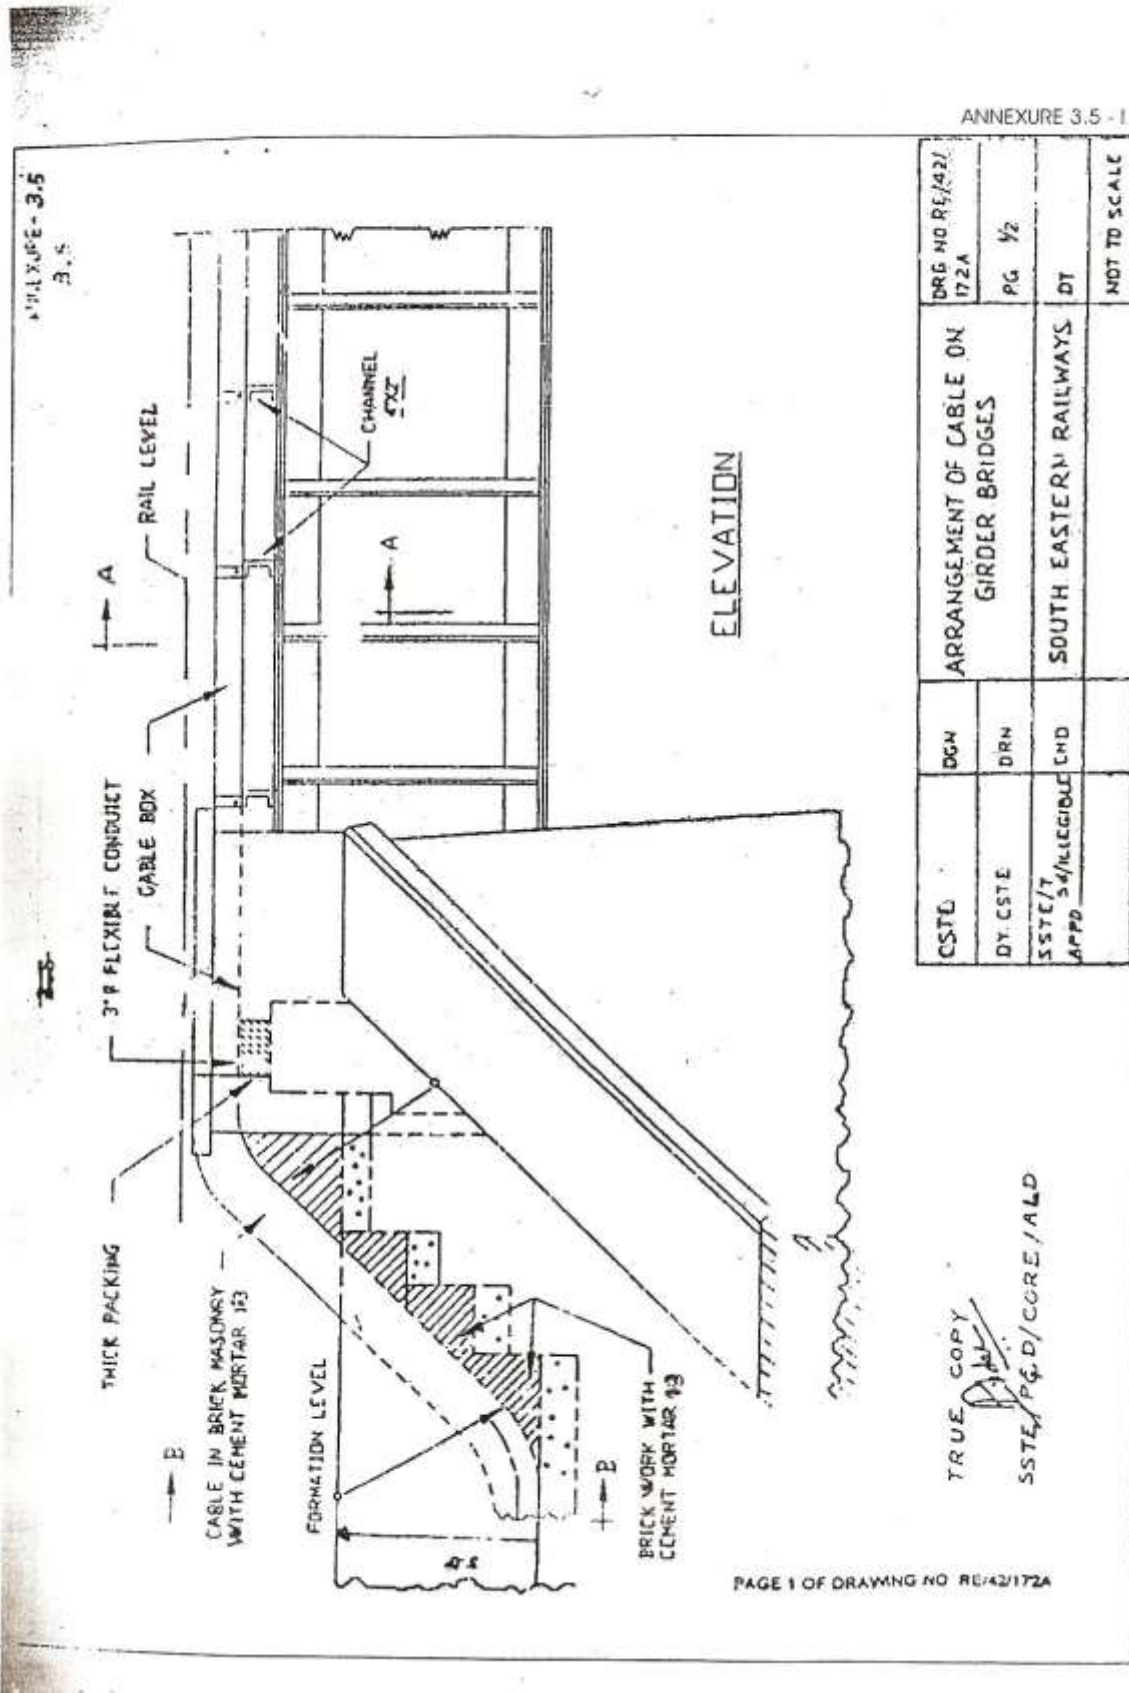 ANNEXURE 3.5 - I
3.5
RAIL LEVEL
A
3"Ø FLEXIBLE CONDUICT
CABLE BOX
THICK PACKING
CHANNEL
A
B
CABLE IN BRICK MASONRY
WITH CEMENT MORTAR 1:3
FORMATION LEVEL
BRICK WORK WITH
CEMENT MORTAR 1:3
B
ELEVATION
CSTE
DGN
ARRANGEMENT OF CABLE ON
GIRDER BRIDGES
DRG NO.RE/42/
172A
DY. CSTE
DRN
PG 1/2
SSTE/T
APPD Sd/ILLEGIBLE
CHD
SOUTH EASTERN RAILWAYS
DT
NOT TO SCALE
TRUE COPY
SSTE/P&D/CORE/ALD
PAGE 1 OF DRAWING NO RE/42/172A